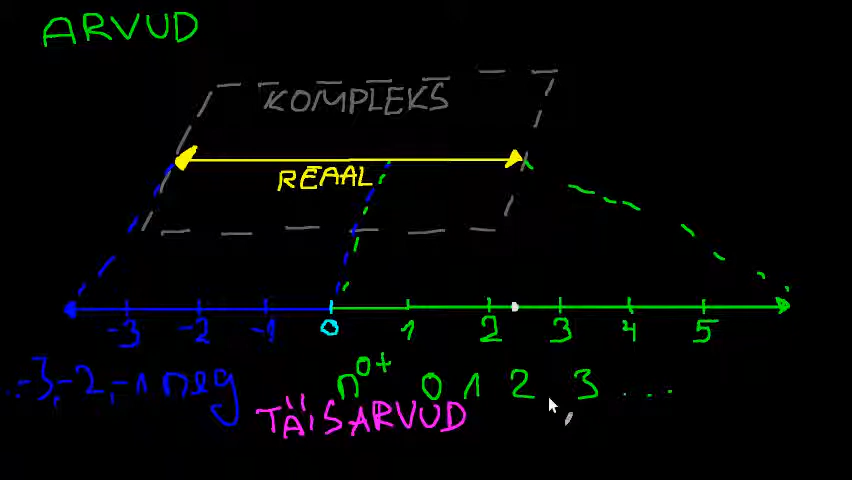 ARVUD
KOMPLEKS
REAAL
-3 -2 -1 0 1 2 3 4 5
..-3,-2,-1 neg n⁰⁺ 0 1 2 3 ....
TÄISARVUD